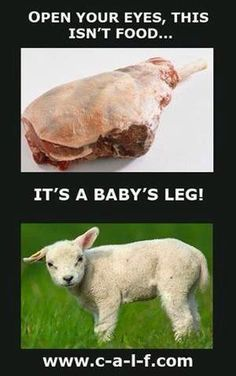 OPEN YOUR EYES, THIS
ISN'T FOOD...
IT'S A BABY'S LEG!
www.c-a-l-f.com